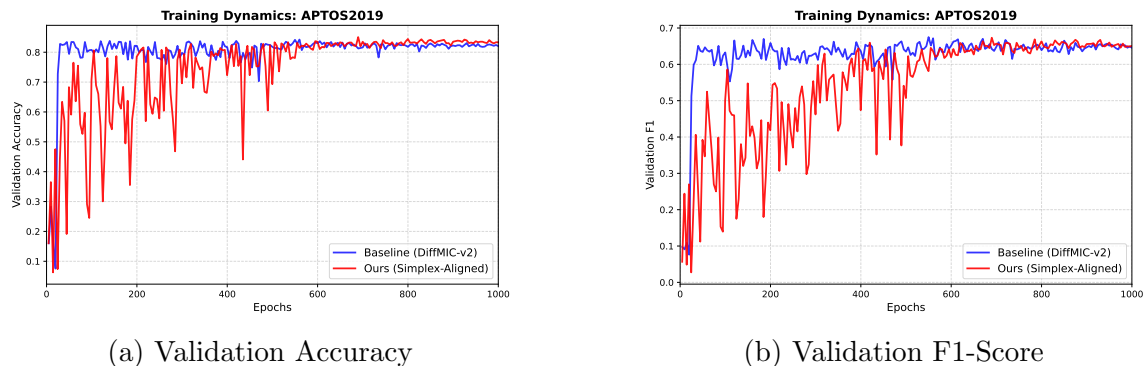 Training Dynamics: APTOS2019
Validation Accuracy
0.8
0.7
0.6
0.5
0.4
0.3
0.2
0.1
0
200
400
600
800
1000
Epochs
Baseline (DiffMIC-v2)
Ours (Simplex-Aligned)
(a) Validation Accuracy
Training Dynamics: APTOS2019
Validation F1
0.7
0.6
0.5
0.4
0.3
0.2
0.1
0.0
0
200
400
600
800
1000
Epochs
Baseline (DiffMIC-v2)
Ours (Simplex-Aligned)
(b) Validation F1-Score